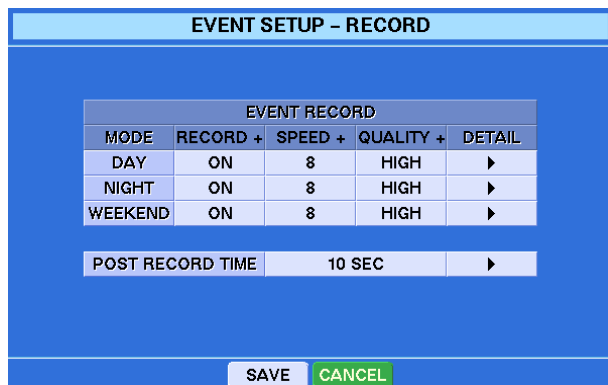 EVENT SETUP – RECORD
EVENT RECORD
MODE RECORD + SPEED + QUALITY + DETAIL
DAY ON 8 HIGH
NIGHT ON 8 HIGH
WEEKEND ON 8 HIGH
POST RECORD TIME 10 SEC
SAVE CANCEL